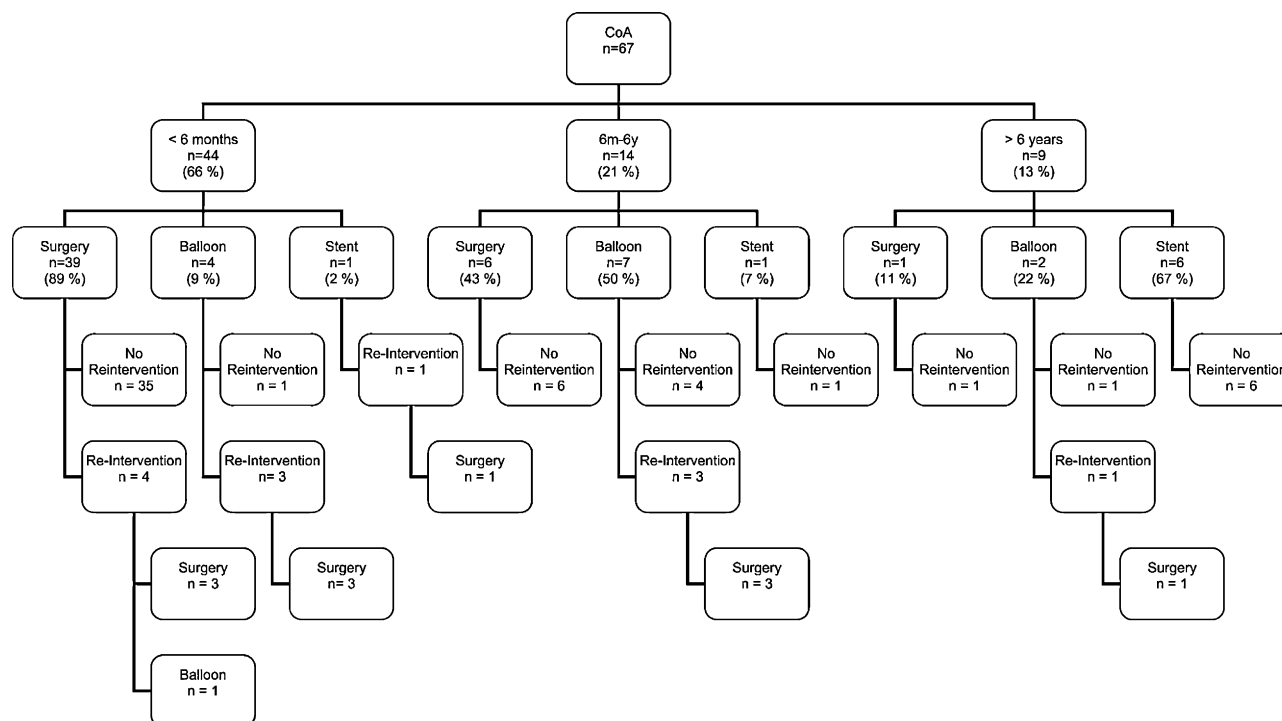 CoA
n=67
< 6 months
n=44
(66 %)
6m-6y
n=14
(21 %)
> 6 years
n=9
(13 %)
Surgery
n=39
(89 %)
Balloon
n=4
(9 %)
Stent
n=1
(2 %)
Surgery
n=6
(43 %)
Balloon
n=7
(50 %)
Stent
n=1
(7 %)
Surgery
n=1
(11 %)
Balloon
n=2
(22 %)
Stent
n=6
(67 %)
No
Reintervention
n = 35
No
Reintervention
n = 1
Re-Intervention
n = 1
No
Reintervention
n = 6
No
Reintervention
n = 4
No
Reintervention
n = 1
No
Reintervention
n = 1
No
Reintervention
n = 1
No
Reintervention
n = 6
Re-Intervention
n = 4
Re-Intervention
n= 3
Surgery
n = 1
Re-Intervention
n = 3
Re-Intervention
n = 1
Surgery
n = 3
Surgery
n = 3
Surgery
n = 3
Surgery
n = 1
Balloon
n = 1